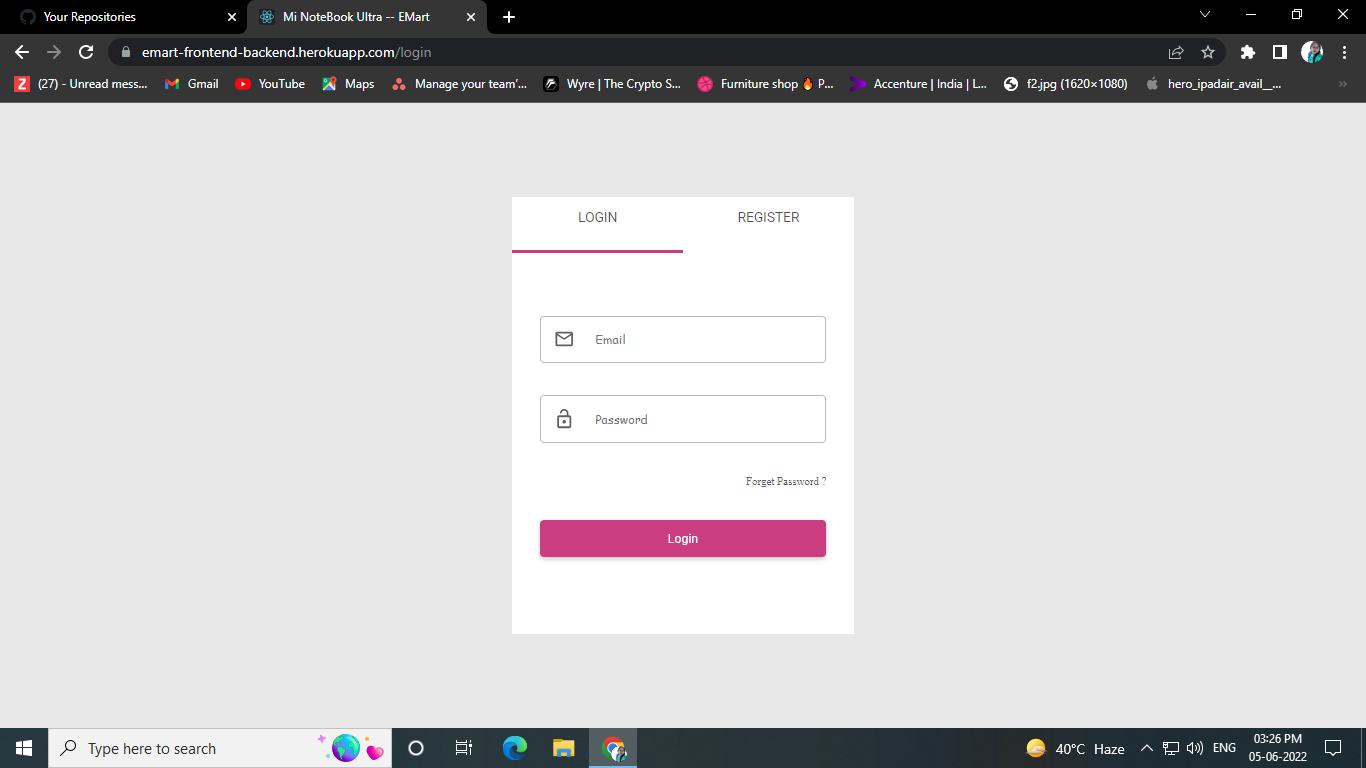 Your Repositories
Mi NoteBook Ultra -- EMart
emart-frontend-backend.herokuapp.com/login
(27) - Unread mess...
Gmail
YouTube
Maps
Manage your team'...
Wyre | The Crypto S...
Furniture shop 🔥 P...
Accenture | India | L...
f2.jpg (1620×1080)
hero_ipadair_avail__...
LOGIN
REGISTER
Email
Password
Forget Password ?
Login
Type here to search
40°C Haze
ENG
03:26 PM
05-06-2022